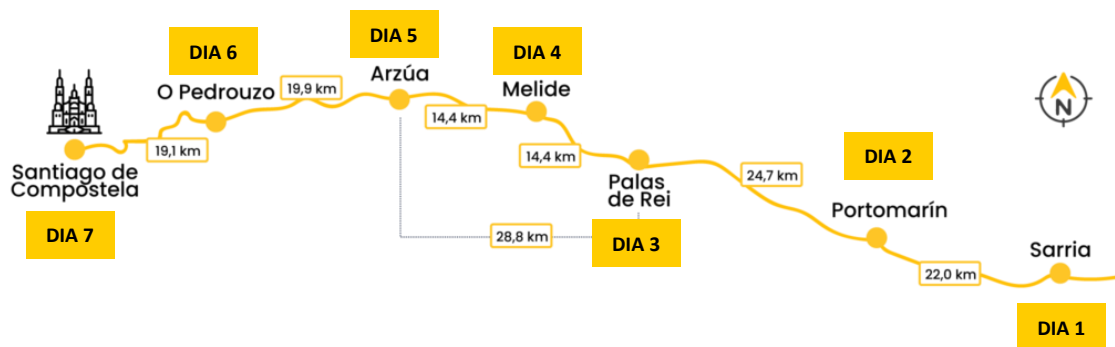 DIA 5
DIA 6
DIA 4
Arzúa
19,9 km
Melide
O Pedrouzo
N
14,4 km
19,1 km
14,4 km
DIA 2
Santiago de
Compostela
24,7 km
Palas
de Rei
Portomarín
DIA 7
28,8 km
DIA 3
Sarria
22,0 km
DIA 1